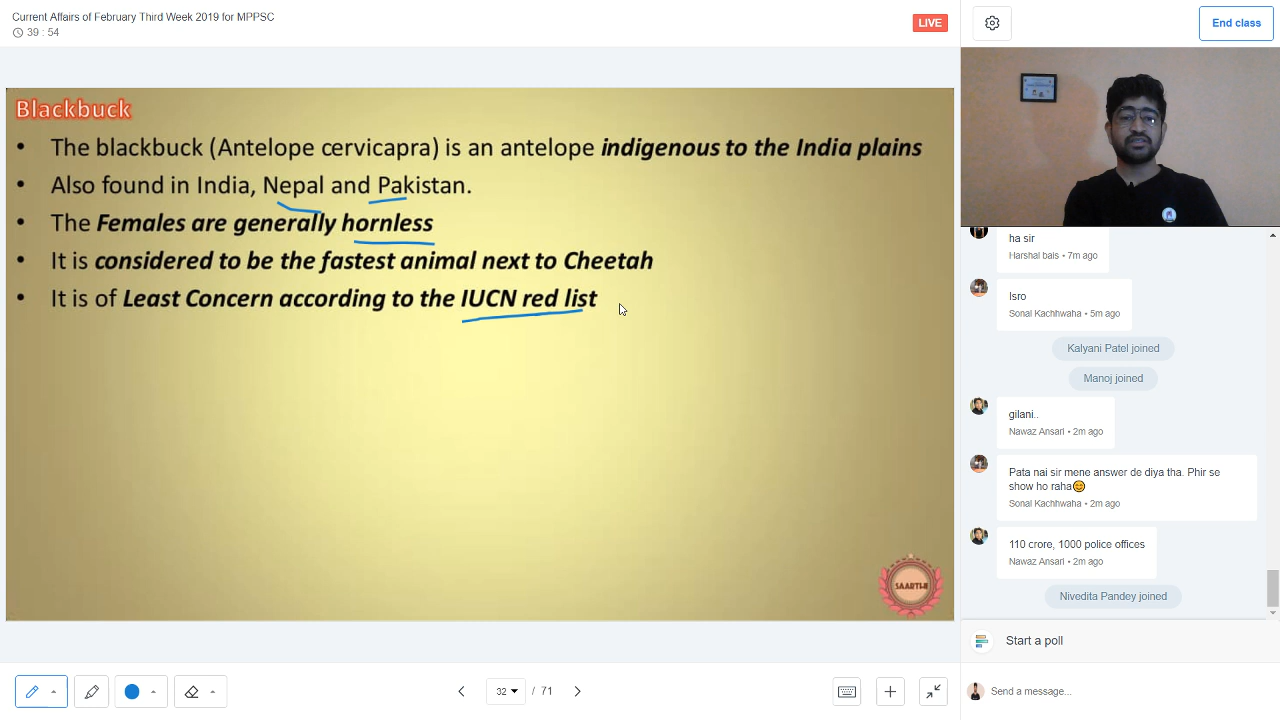 Current Affairs of February Third Week 2019 for MPPSC
39 : 54
LIVE
End class
Blackbuck
• The blackbuck (Antelope cervicapra) is an antelope indigenous to the India plains
• Also found in India, Nepal and Pakistan.
• The Females are generally hornless
• It is considered to be the fastest animal next to Cheetah
• It is of Least Concern according to the IUCN red list
SAARTHI
ha sir
Harshal bais • 7m ago
Isro
Sonal Kachhwaha • 5m ago
Kalyani Patel joined
Manoj joined
gilani..
Nawaz Ansari • 2m ago
Pata nai sir mene answer de diya tha. Phir se
show ho raha😊
Sonal Kachhwaha • 2m ago
110 crore, 1000 police offices
Nawaz Ansari • 2m ago
Nivedita Pandey joined
Start a poll
Send a message...
32 / 71